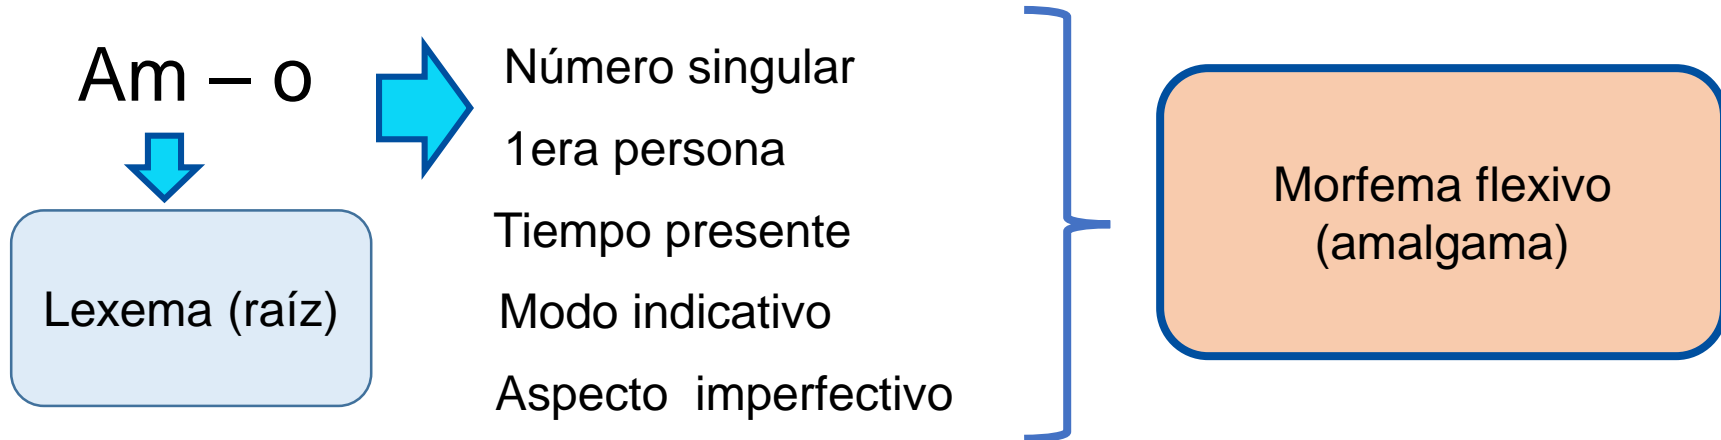 Am – o
Lexema (raíz)
Número singular
1era persona
Tiempo presente
Modo indicativo
Aspecto imperfectivo
Morfema flexivo
(amalgama)